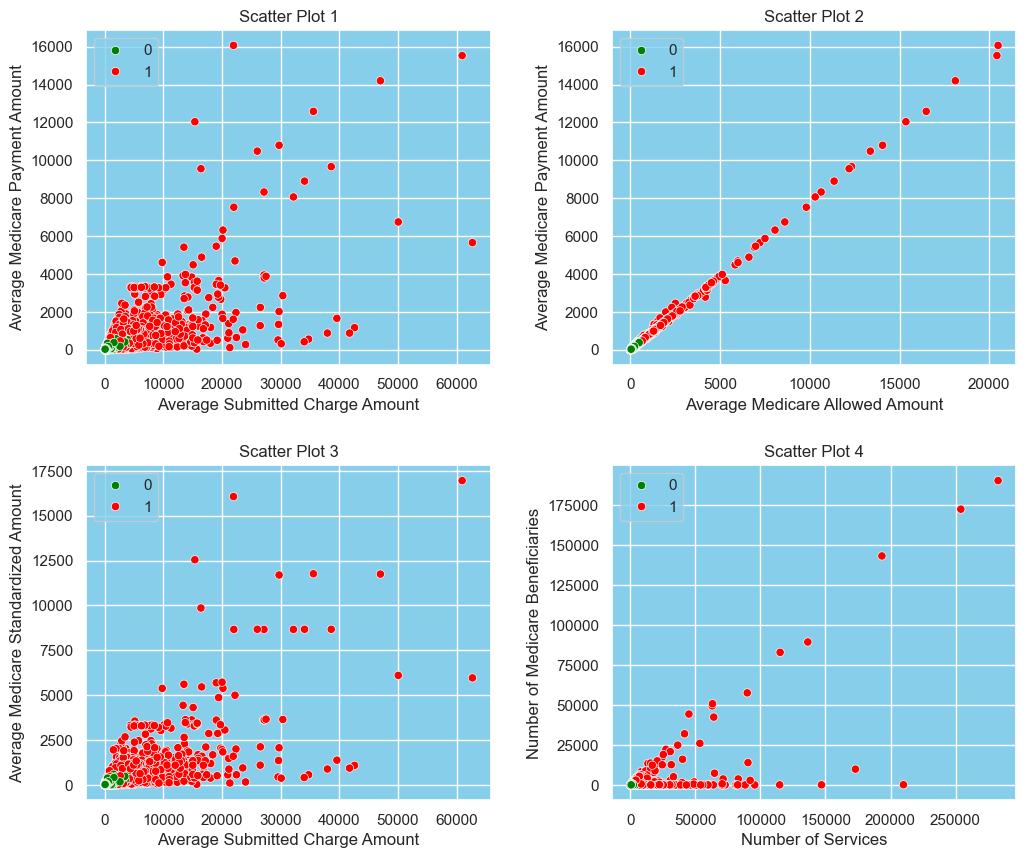 Scatter Plot 1
0
1
16000
14000
12000
10000
8000
6000
4000
2000
0
Average Medicare Payment Amount
0 10000 20000 30000 40000 50000 60000
Average Submitted Charge Amount
Scatter Plot 2
0
1
16000
14000
12000
10000
8000
6000
4000
2000
0
Average Medicare Payment Amount
0 5000 10000 15000 20000
Average Medicare Allowed Amount
Scatter Plot 3
0
1
17500
15000
12500
10000
7500
5000
2500
0
Average Medicare Standardized Amount
0 10000 20000 30000 40000 50000 60000
Average Submitted Charge Amount
Scatter Plot 4
0
1
175000
150000
125000
100000
75000
50000
25000
0
Number of Medicare Beneficiaries
0 50000 100000 150000 200000 250000
Number of Services